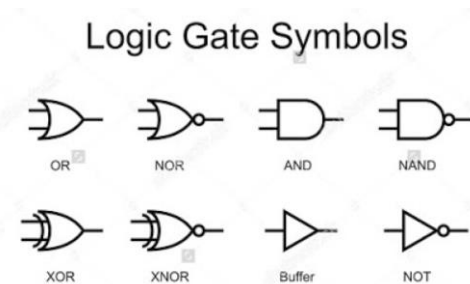 Logic Gate Symbols
OR NOR AND NAND
XOR XNOR Buffer NOT